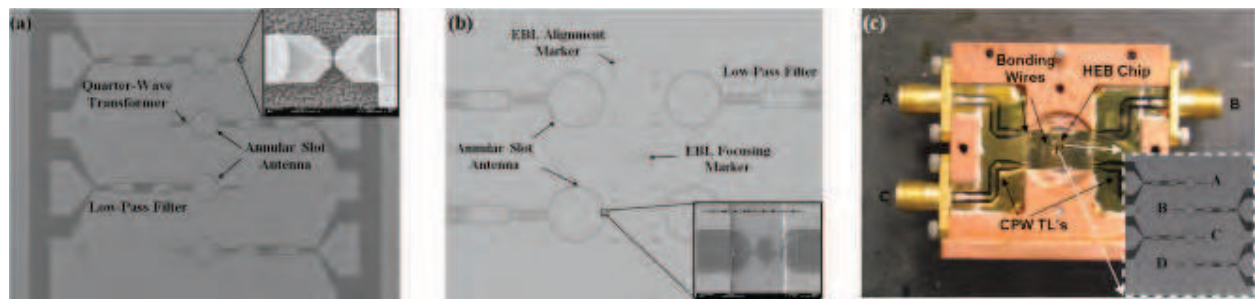 (a)
Quarter-Wave
Transformer
Annular Slot
Antenna
Low-Pass Filter
(b)
EBL Alignment
Marker
Low-Pass Filter
Annular Slot
Antenna
EBL Focusing
Marker
(c)
Bonding
Wires
HEB Chip
A
B
C
CPW TL's
A
B
C
D